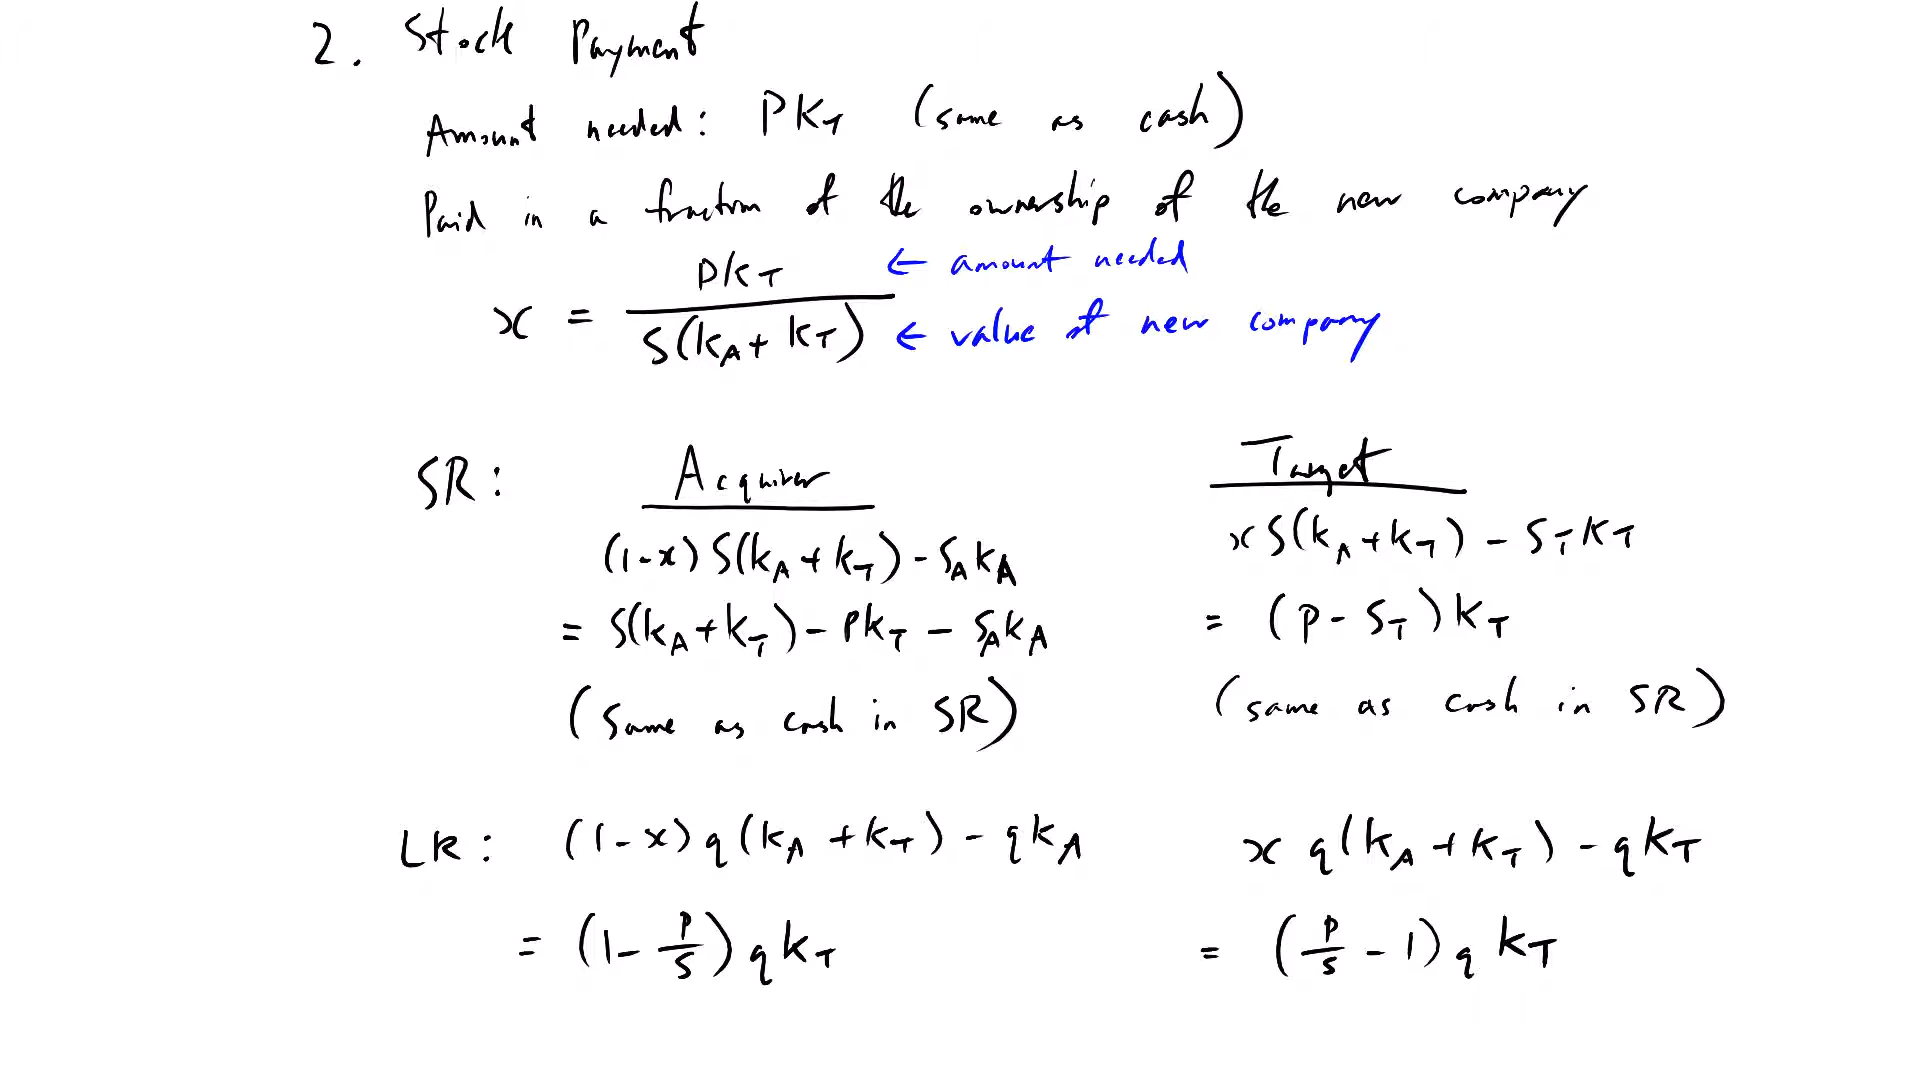 2. Stock Payment
Amount needed: PK_T (same as cash)
Paid in a fraction of the ownership of the new company
x = PK_T / S(K_A + K_T) ← amount needed ← value of new company
SR: Acquirer Target
(1-x) S(K_A + K_T) - S_A K_A x S(K_A + K_T) - S_T K_T
= S(K_A + K_T) - PK_T - S_A K_A = (P - S_T) K_T
(Same as cash in SR) (same as cash in SR)
LR: (1-x) q (K_A + K_T) - q K_A x q (K_A + K_T) - q K_T
= (1 - P/S) q K_T = (P/S - 1) q K_T